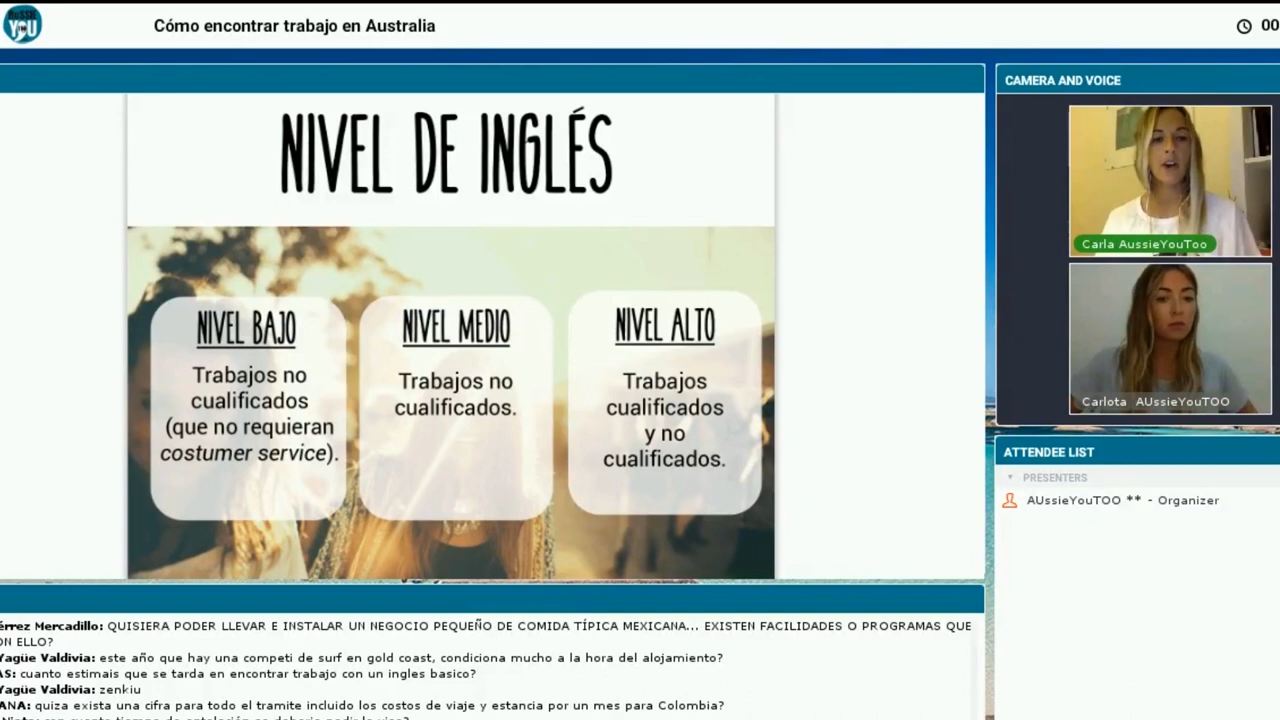 AUSSIE
YOU
TOO
Cómo encontrar trabajo en Australia
00
CAMERA AND VOICE
NIVEL DE INGLÉS
NIVEL BAJO
Trabajos no
cualificados
(que no requieran
costumer service).
NIVEL MEDIO
Trabajos no
cualificados.
NIVEL ALTO
Trabajos
cualificados
y no
cualificados.
Carla AussieYouToo
Carlota AUssieYouTOO
ATTENDEE LIST
PRESENTERS
AUssieYouTOO ** - Organizer
érrez Mercadillo: QUISIERA PODER LLEVAR E INSTALAR UN NEGOCIO PEQUEÑO DE COMIDA TÍPICA MEXICANA... EXISTEN FACILIDADES O PROGRAMAS QUE
ON ELLO?
Yagüe Valdivia: este año que hay una competi de surf en gold coast, condiciona mucho a la hora del alojamiento?
AS: cuanto estimais que se tarda en encontrar trabajo con un ingles basico?
Yagüe Valdivia: zenkiu
ANA: quiza exista una cifra para todo el tramite incluido los costos de viaje y estancia por un mes para Colombia?